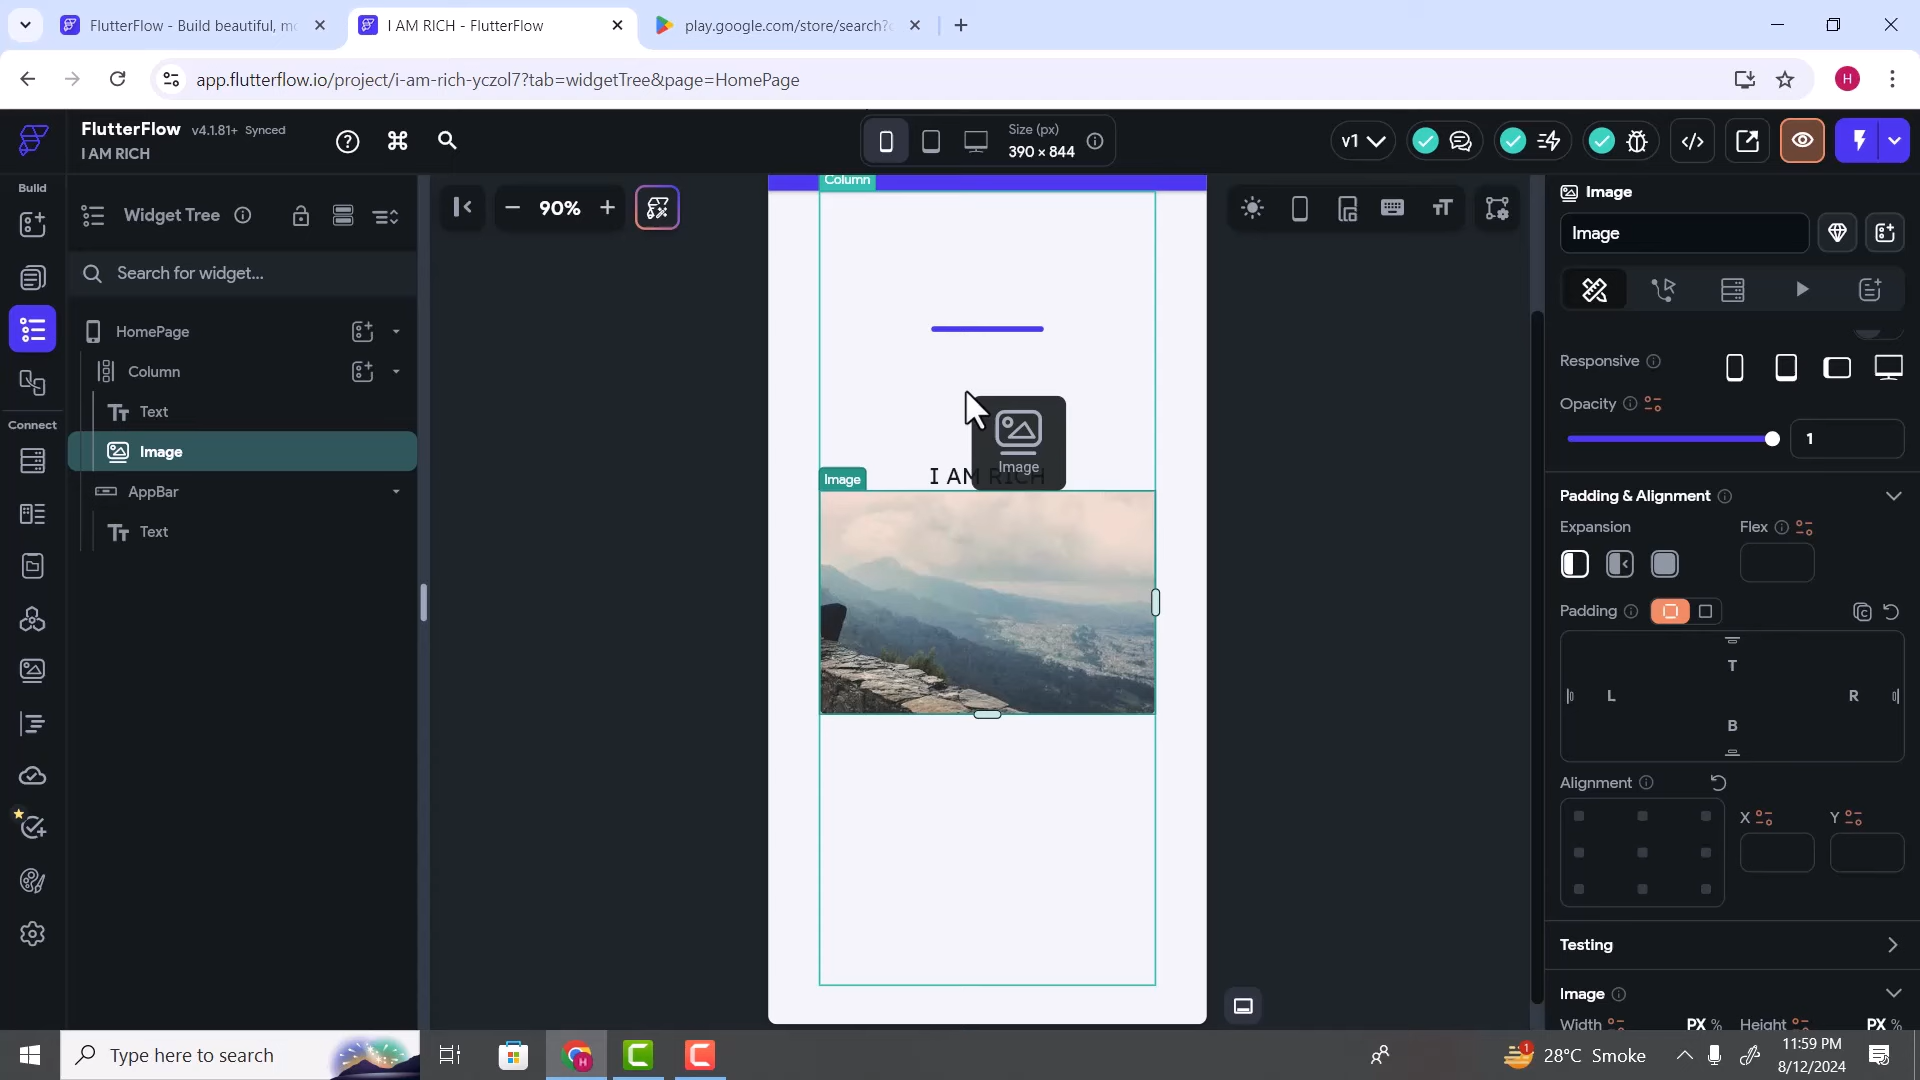 FlutterFlow - Build beautiful, mo
I AM RICH - FlutterFlow
play.google.com/store/search?
app.flutterflow.io/project/i-am-rich-yczol7?tab=widgetTree&page=HomePage
H
FlutterFlow v4.1.81+ Synced
I AM RICH
Size (px)
390 × 844
v1
Build
Widget Tree
90%
Column
Image
Image
Search for widget...
HomePage
Column
Text
Image
AppBar
Text
Connect
Image
I AM RICH
Image
Responsive
Opacity
1
Padding & Alignment
Expansion
Flex
Padding
T
L
R
B
Alignment
X
Y
Testing
Image
Width PX % Height PX %
Type here to search
1
28°C Smoke
11:59 PM
8/12/2024